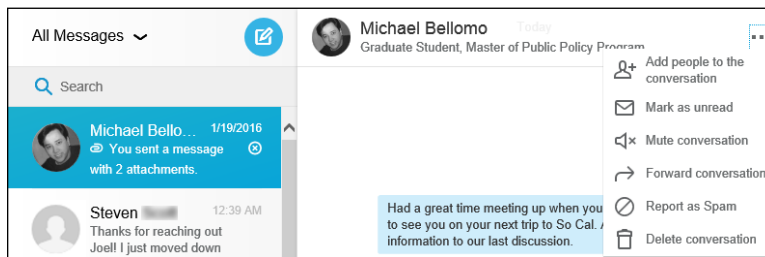 All Messages
Search
Michael Bello... 1/19/2016
You sent a message
with 2 attachments.
Steven 12:39 AM
Thanks for reaching out
Joel! I just moved down
Michael Bellomo Today
Graduate Student, Master of Public Policy Program
Had a great time meeting up when you
to see you on your next trip to So Cal. A
information to our last discussion.
Add people to the
conversation
Mark as unread
Mute conversation
Forward conversation
Report as Spam
Delete conversation